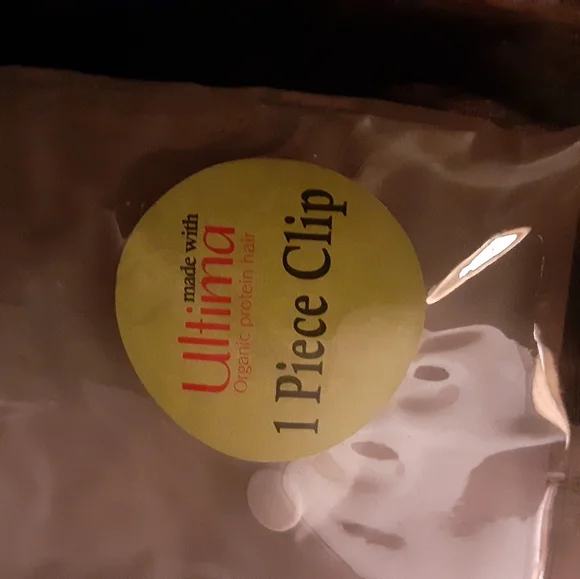 made with
Ultima
Organic protein hair
1 Piece Clip